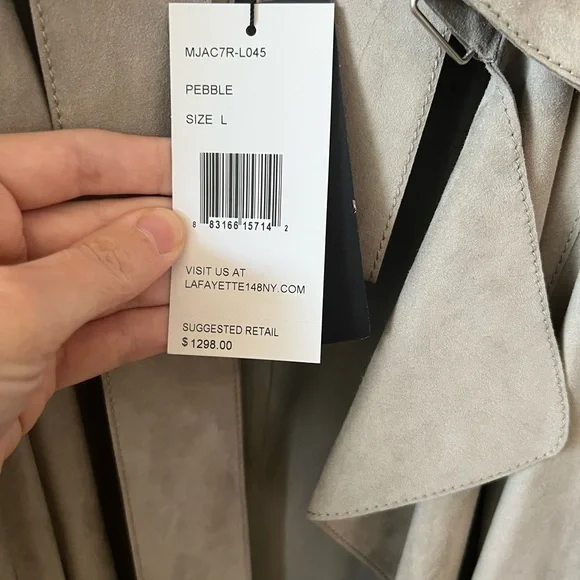 MJAC7R-L045
PEBBLE
SIZE L
8 83166 15714 2
VISIT US AT
LAFAYETTE148NY.COM
SUGGESTED RETAIL
$ 1298.00